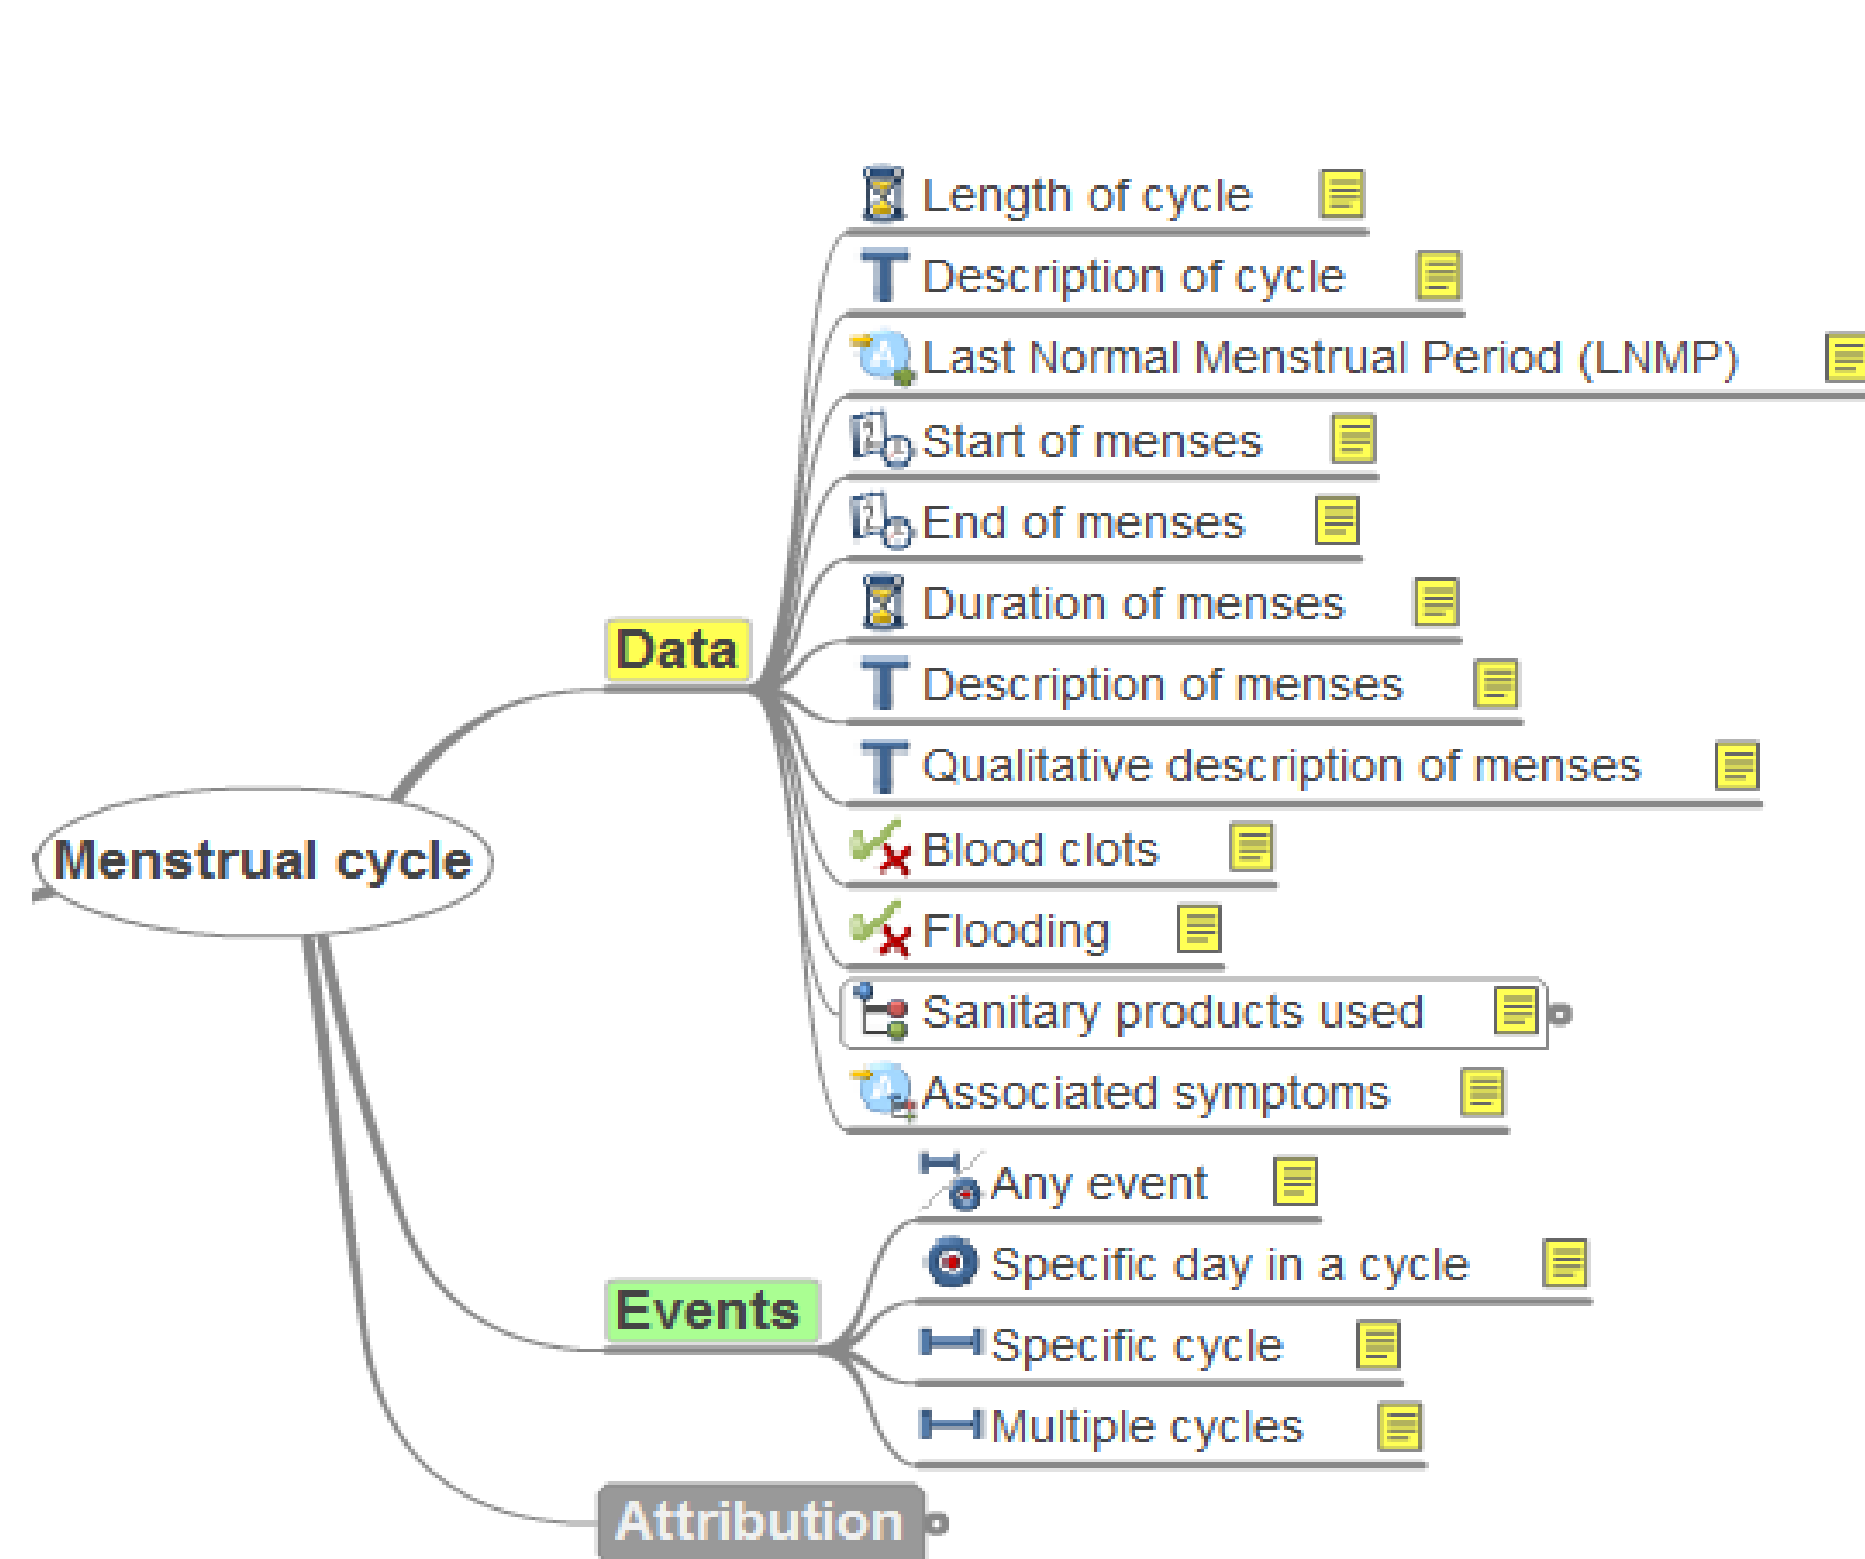 Length of cycle
Description of cycle
Last Normal Menstrual Period (LNMP)
Start of menses
End of menses
Duration of menses
Data
Description of menses
Qualitative description of menses
Blood clots
Menstrual cycle
Flooding
Sanitary products used
Associated symptoms
Any event
Specific day in a cycle
Events
Specific cycle
Multiple cycles
Attribution